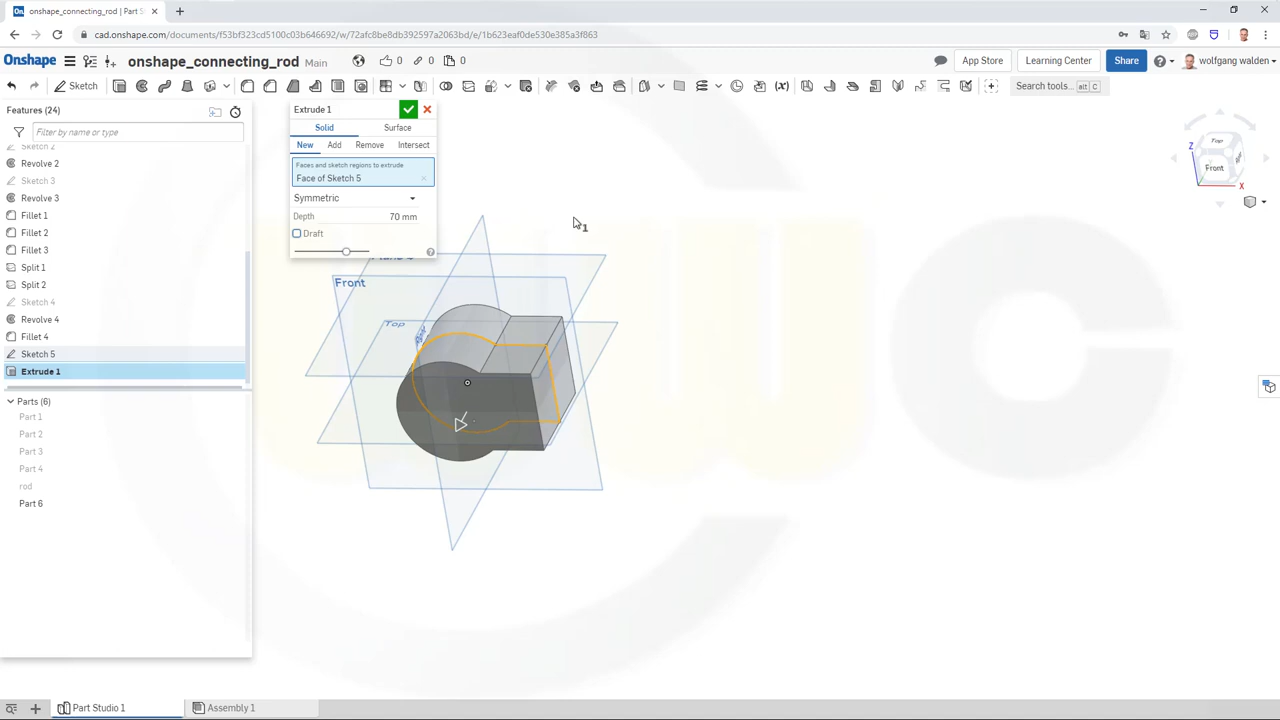 onshape_connecting_rod | Part S
cad.onshape.com/documents/f53bf323cd5100c03b646692/w/72afc8be8db392597a2063bd/e/1b623eaf0de530e385a3f863
Onshape
onshape_connecting_rod Main
0 0 0
App Store
Learning Center
Share
wolfgang walden
Sketch
Search tools... alt C
Features (24)
Filter by name or type
Sketch 2
Revolve 2
Sketch 3
Revolve 3
Fillet 1
Fillet 2
Fillet 3
Split 1
Split 2
Sketch 4
Revolve 4
Fillet 4
Sketch 5
Extrude 1
Parts (6)
Part 1
Part 2
Part 3
Part 4
rod
Part 6
Extrude 1
Solid Surface
New Add Remove Intersect
Faces and sketch regions to extrude
Face of Sketch 5
Symmetric
Depth 70 mm
Draft
Front
Top
1
Top
Z
Front
Right
X
Part Studio 1
Assembly 1